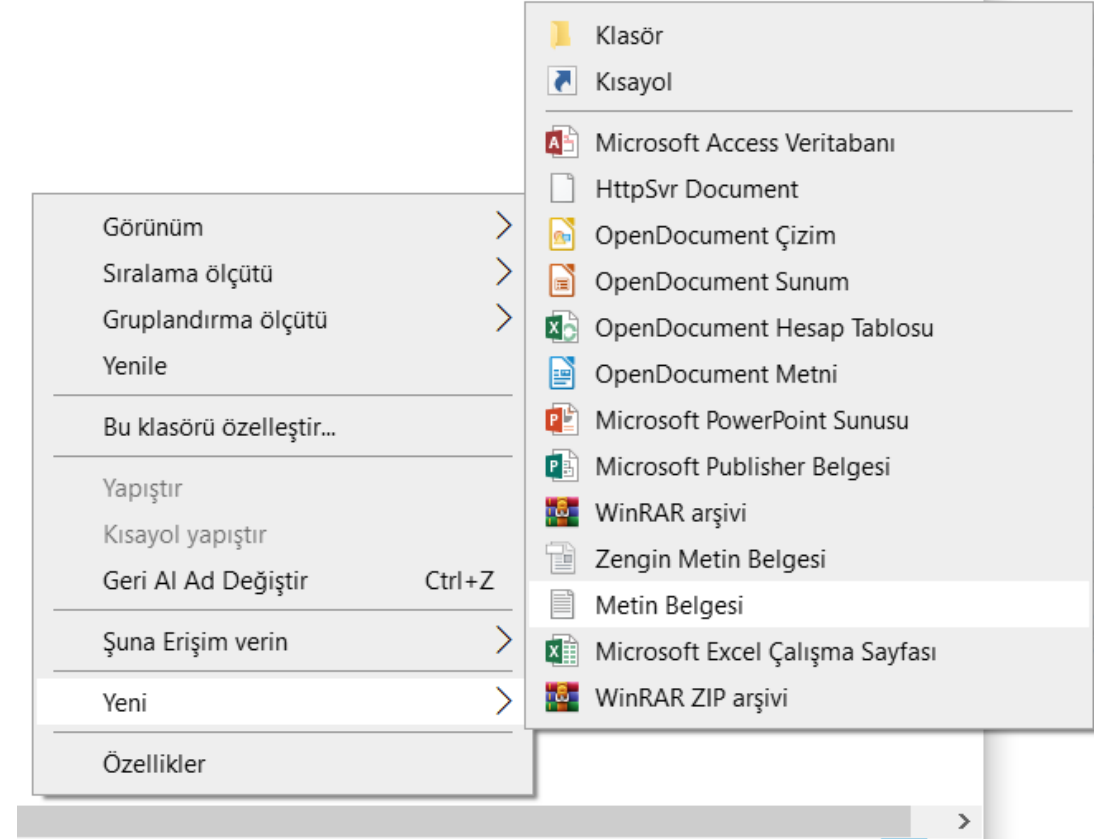 Görünüm
Sıralama ölçütü
Gruplandırma ölçütü
Yenile
Bu klasörü özelleştir...
Yapıştır
Kısayol yapıştır
Geri Al Ad Değiştir Ctrl+Z
Şuna Erişim verin
Yeni
Özellikler
Klasör
Kısayol
Microsoft Access Veritabanı
HttpSvr Document
OpenDocument Çizim
OpenDocument Sunum
OpenDocument Hesap Tablosu
OpenDocument Metni
Microsoft PowerPoint Sunusu
Microsoft Publisher Belgesi
WinRAR arşivi
Zengin Metin Belgesi
Metin Belgesi
Microsoft Excel Çalışma Sayfası
WinRAR ZIP arşivi